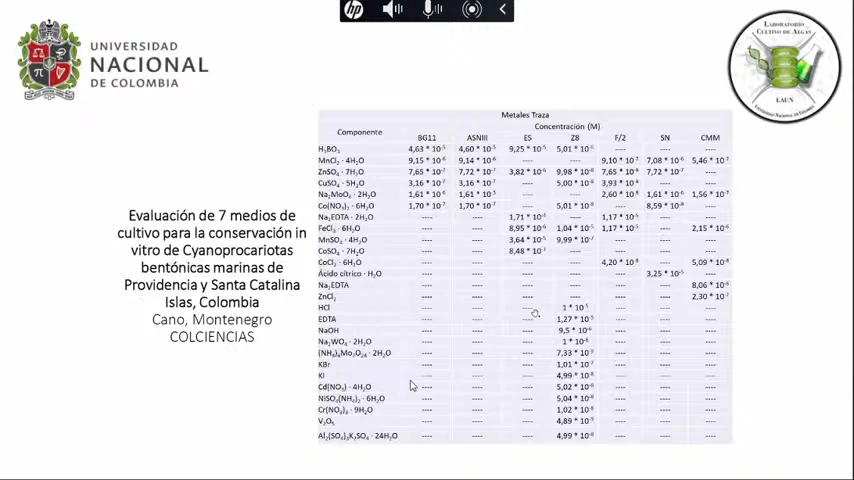 UNIVERSIDAD
NACIONAL
DE COLOMBIA
LABORATORIO
CULTIVO DE ALGAS
LAUN
Evaluación de 7 medios de
cultivo para la conservación in
vitro de Cyanoprocariotas
bentónicas marinas de
Providencia y Santa Catalina
Islas, Colombia
Cano, Montenegro
COLCIENCIAS
Metales Traza
Componente Concentración (M)
BG11 ASNIII ES Z8 F/2 SN CMM
H₃BO₃ 4,63 * 10⁻⁵ 4,60 * 10⁻⁵ 9,25 * 10⁻⁵ 5,01 * 10⁻⁵ ---- ---- ----
MnCl₂ · 4H₂O 9,15 * 10⁻⁶ 9,14 * 10⁻⁶ ---- ---- 9,10 * 10⁻⁷ 7,08 * 10⁻⁶ 5,46 * 10⁻⁷
ZnSO₄ · 7H₂O 7,65 * 10⁻⁷ 7,72 * 10⁻⁷ 3,82 * 10⁻⁶ 9,98 * 10⁻⁸ 7,65 * 10⁻⁸ 7,72 * 10⁻⁷
CuSO₄ · 5H₂O 3,16 * 10⁻⁷ 3,16 * 10⁻⁷ ---- 5,00 * 10⁻⁸ 3,93 * 10⁻⁸
Na₂MoO₄ · 2H₂O 1,61 * 10⁻⁶ 1,61 * 10⁻⁵ ---- ---- 2,60 * 10⁻⁸ 1,61 * 10⁻⁶ 1,56 * 10⁻⁷
Co(NO₃)₂ · 6H₂O 1,70 * 10⁻⁷ 1,70 * 10⁻⁷ ---- 5,01 * 10⁻⁸ ---- 8,59 * 10⁻⁸ ----
Na₂EDTA · 2H₂O ---- ---- 1,71 * 10⁻⁵ ---- 1,17 * 10⁻⁵ ---- ----
FeCl₃ · 6H₂O ---- ---- 8,95 * 10⁻⁶ 1,04 * 10⁻⁵ 1,17 * 10⁻⁵ ---- 2,15 * 10⁻⁶
MnSO₄ · 4H₂O ---- ---- 3,64 * 10⁻⁵ 9,99 * 10⁻⁷ ---- ---- ----
CoSO₄ · 7H₂O ---- ---- 8,48 * 10⁻⁷ ---- ---- ---- ----
CoCl₂ · 6H₂O ---- ---- ---- ---- 4,20 * 10⁻⁸ ---- 5,09 * 10⁻⁸
Ácido cítrico · H₂O ---- ---- ---- ---- ---- 3,25 * 10⁻⁵ ----
Na₂EDTA ---- ---- ---- ---- ---- ---- 8,06 * 10⁻⁶
ZnCl₂ ---- ---- ---- ---- ---- ---- 2,30 * 10⁻⁷
HCl ---- ---- ---- 1 * 10⁻⁵ ---- ---- ----
EDTA ---- ---- ---- 1,27 * 10⁻⁵ ---- ---- ----
NaOH ---- ---- ---- 9,5 * 10⁻⁶ ---- ---- ----
Na₂WO₄ · 2H₂O ---- ---- ---- 1 * 10⁻⁸ ---- ---- ----
(NH₄)₆Mo₇O₂₄ · 2H₂O ---- ---- ---- 7,33 * 10⁻⁹ ---- ---- ----
KBr ---- ---- ---- 1,01 * 10⁻⁷ ---- ---- ----
KI ---- ---- ---- 4,99 * 10⁻⁸ ---- ---- ----
Cd(NO₃) · 4H₂O ---- ---- ---- 5,02 * 10⁻⁸ ---- ---- ----
NiSO₄(NH₄)₂ · 6H₂O ---- ---- ---- 5,04 * 10⁻⁸ ---- ---- ----
Cr(NO₃)₃ · 9H₂O ---- ---- ---- 1,02 * 10⁻⁸ ---- ---- ----
V₂O₅ ---- ---- ---- 4,89 * 10⁻⁹ ---- ---- ----
Al₂(SO₄)₃K₂SO₄ · 24H₂O ---- ---- ---- 4,99 * 10⁻⁸ ---- ---- ----